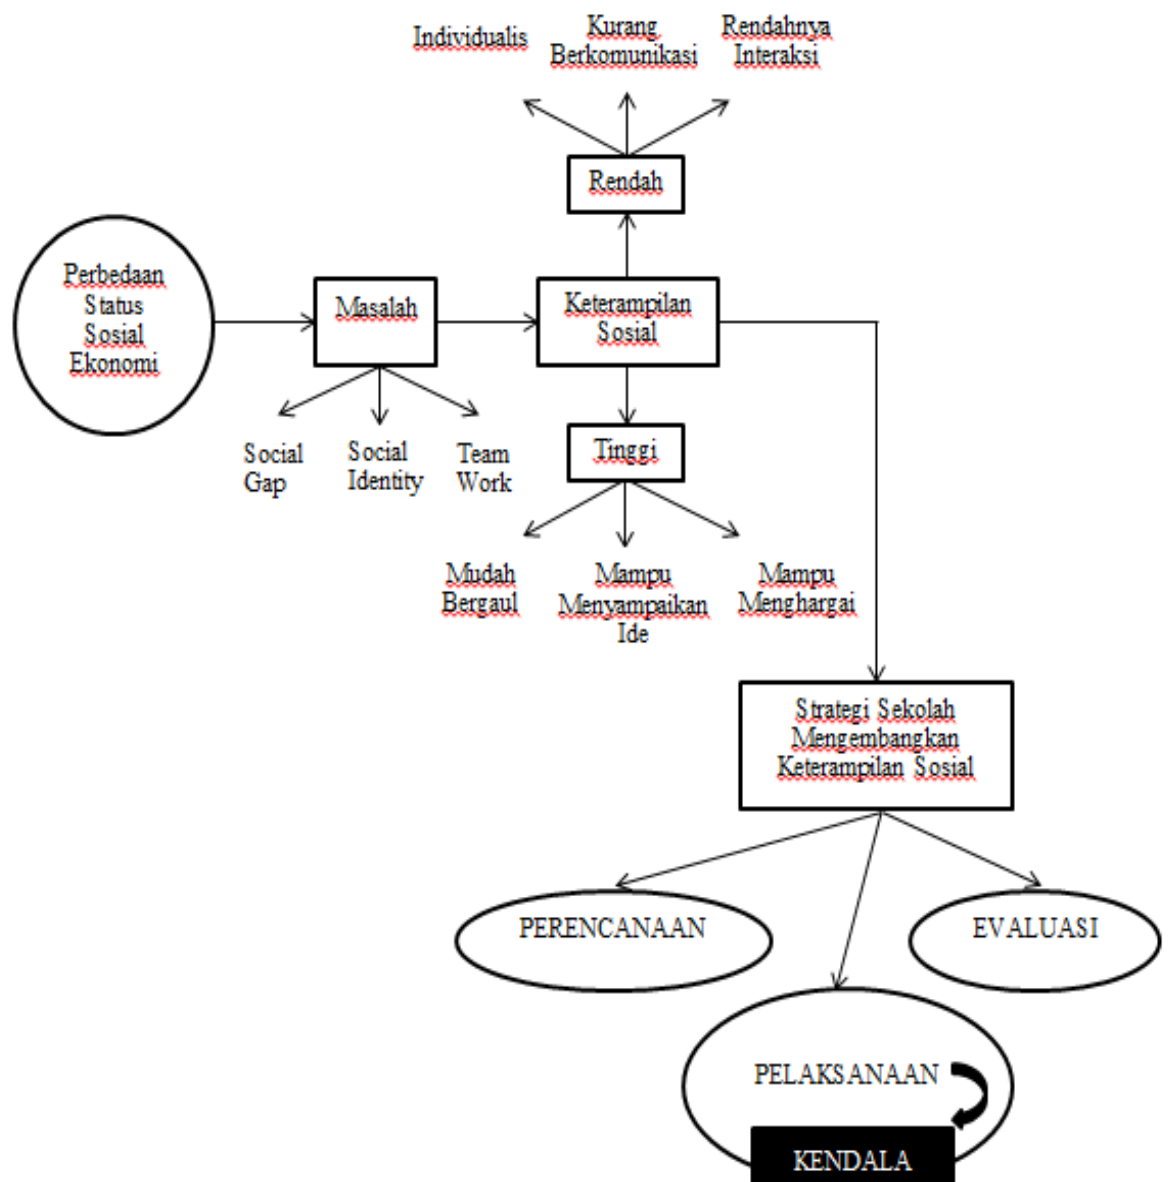 Individualis
Kurang
Berkomunikasi
Rendahnya
Interaksi
Rendah
Perbedaan
Status
Sosial
Ekonomi
Masalah
Keterampilan
Sosial
Social
Gap
Social
Identity
Team
Work
Tinggi
Mudah
Bergaul
Mampu
Menyampaikan
Ide
Mampu
Menghargai
Strategi Sekolah
Mengembangkan
Keterampilan Sosial
PERENCANAAN
EVALUASI
PELAKSANAAN
KENDALA